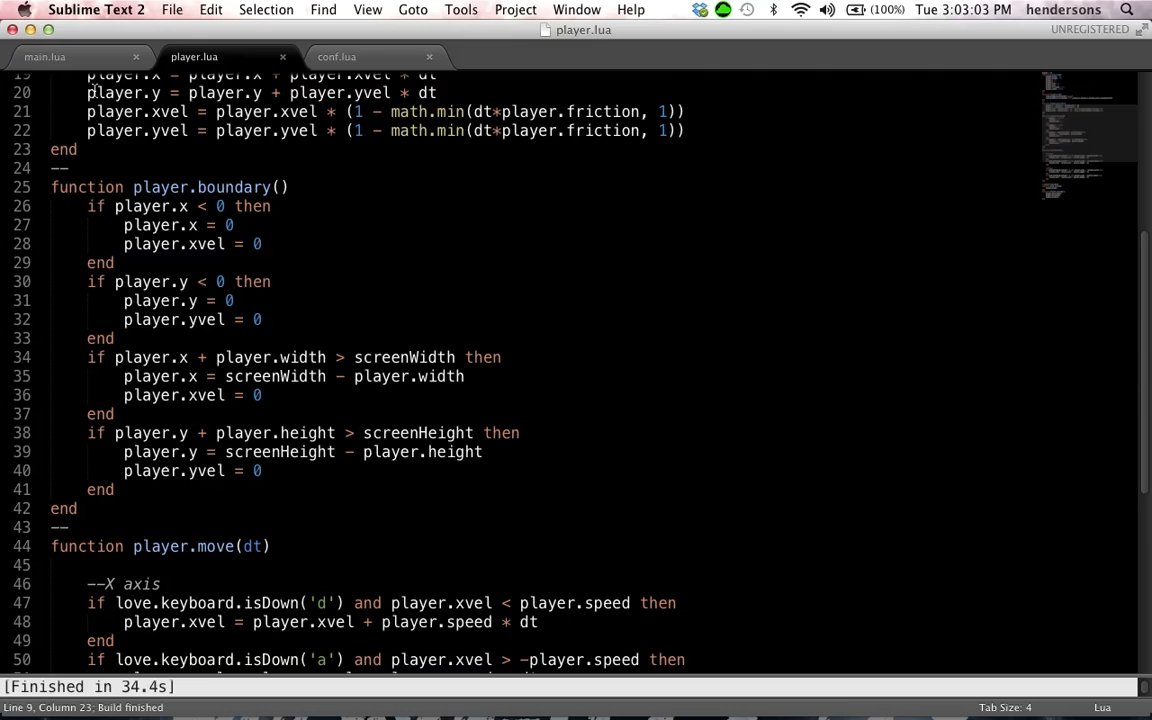 Sublime Text 2 File Edit Selection Find View Goto Tools Project Window Help (100%) Tue 3:03:03 PM hendersons
player.lua UNREGISTERED
main.lua × player.lua × conf.lua ×
19 player.x = player.x + player.xvel * dt
20 player.y = player.y + player.yvel * dt
21 player.xvel = player.xvel * (1 - math.min(dt*player.friction, 1))
22 player.yvel = player.yvel * (1 - math.min(dt*player.friction, 1))
23 end
24 --
25 function player.boundary()
26 if player.x < 0 then
27 player.x = 0
28 player.xvel = 0
29 end
30 if player.y < 0 then
31 player.y = 0
32 player.yvel = 0
33 end
34 if player.x + player.width > screenWidth then
35 player.x = screenWidth - player.width
36 player.xvel = 0
37 end
38 if player.y + player.height > screenHeight then
39 player.y = screenHeight - player.height
40 player.yvel = 0
41 end
42 end
43 --
44 function player.move(dt)
45
46 --X axis
47 if love.keyboard.isDown('d') and player.xvel < player.speed then
48 player.xvel = player.xvel + player.speed * dt
49 end
50 if love.keyboard.isDown('a') and player.xvel > -player.speed then
[Finished in 34.4s]
Line 9, Column 23; Build finished Tab Size: 4 Lua